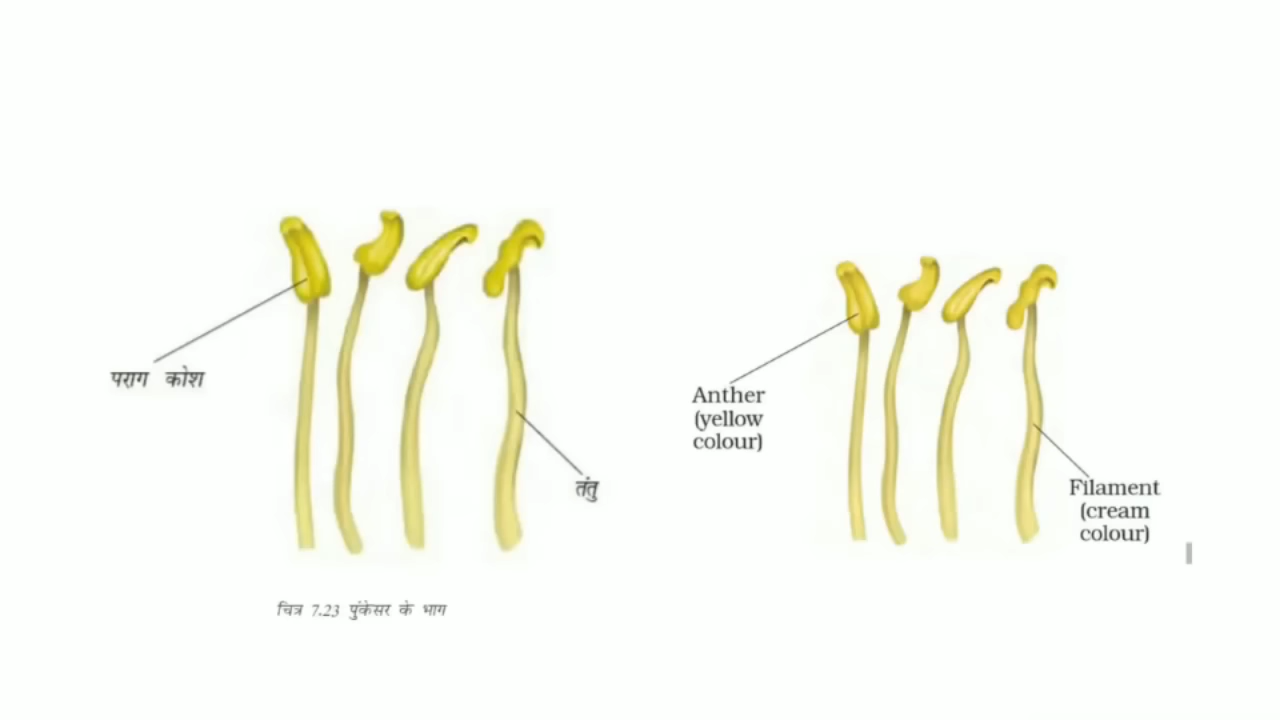 पराग कोश
तंतु
चित्र 7.23 पुंकेसर के भाग
Anther
(yellow
colour)
Filament
(cream
colour)